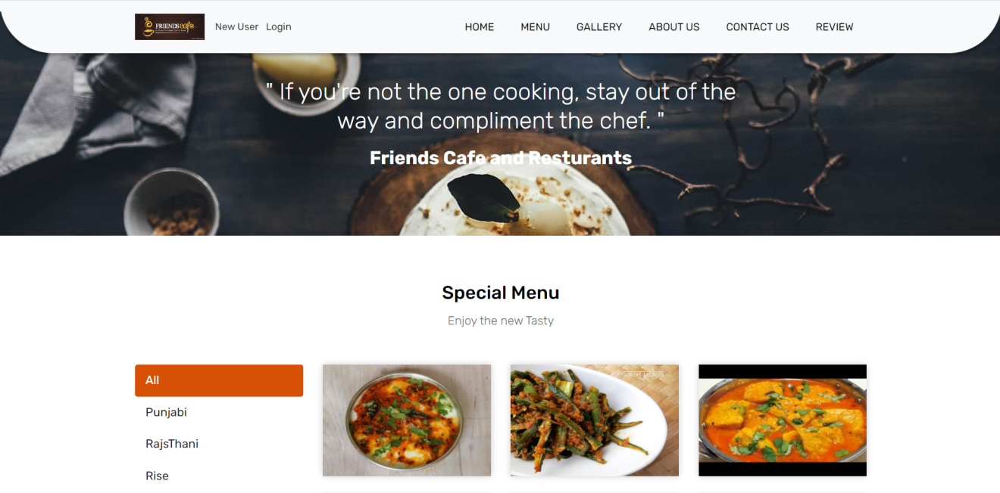 FRIENDS Cafe
New User Login
HOME MENU GALLERY ABOUT US CONTACT US REVIEW
" If you're not the one cooking, stay out of the
way and compliment the chef. "
Friends Cafe and Resturants
Special Menu
Enjoy the new Tasty
All
Punjabi
RajsThani
Rise